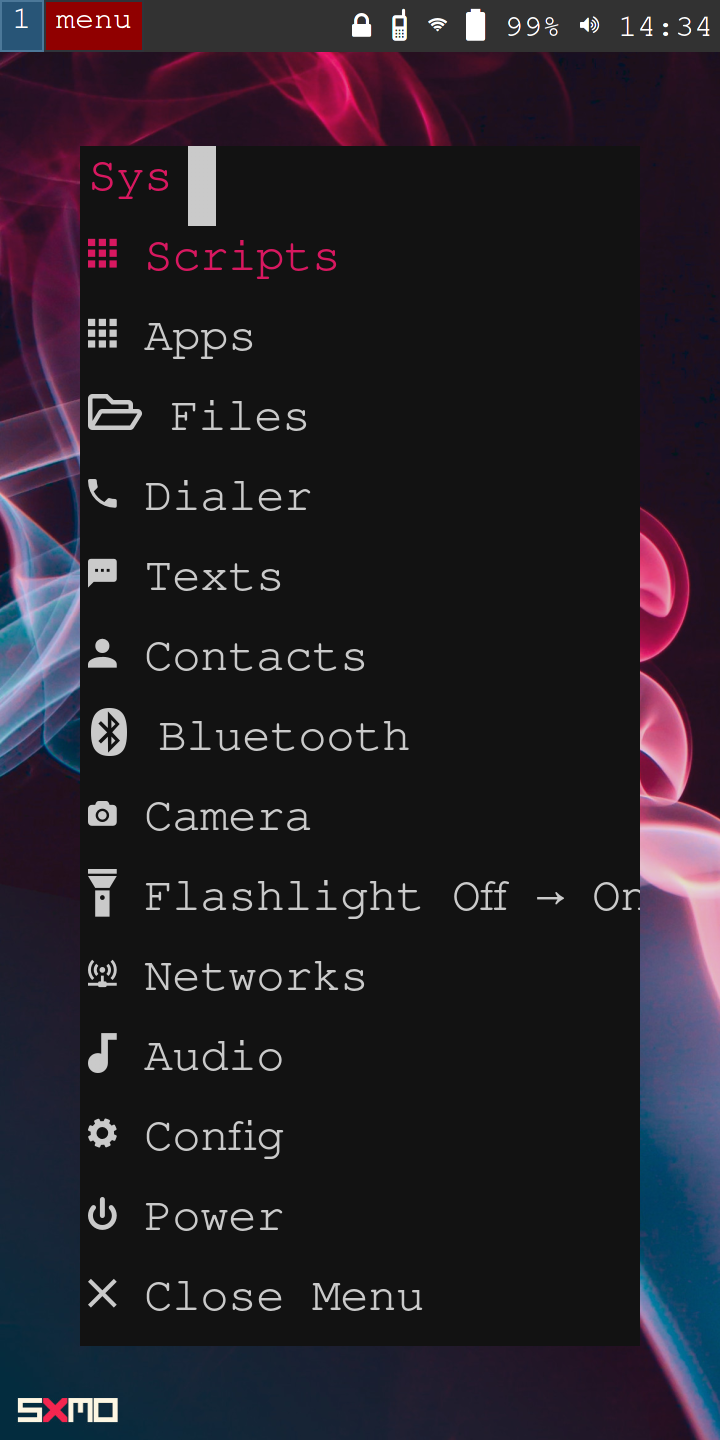 1 menu 99% 14:34
Sys
Scripts
Apps
Files
Dialer
Texts
Contacts
Bluetooth
Camera
Flashlight Off → On
Networks
Audio
Config
Power
Close Menu
SXMO